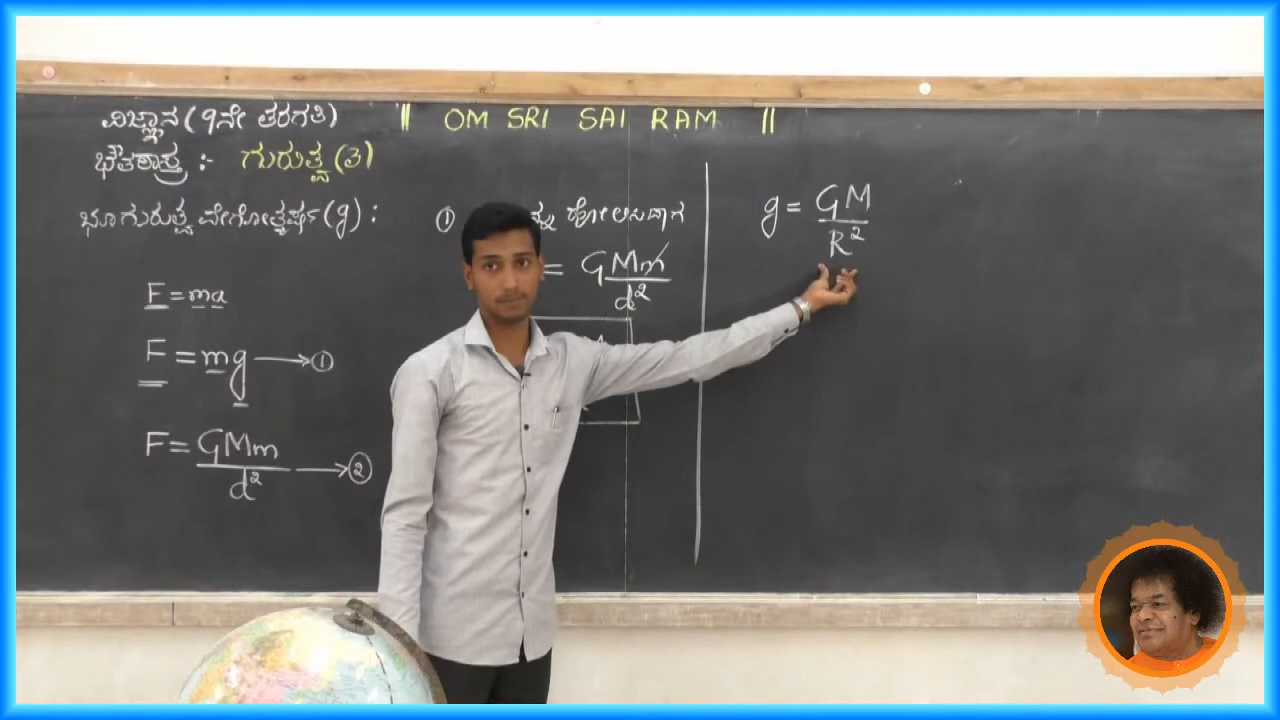 ವಿಜ್ಞಾನ (9ನೇ ತರಗತಿ)
|| OM SRI SAI RAM ||
ಭೌತಶಾಸ್ತ್ರ :- ಗುರುತ್ವ (3)
ಭೂಗುರುತ್ವ ವೇಗೋತ್ಕರ್ಷ (g) :
F = ma
F = mg → ①
F = GMm / d² → ②
① ನ್ನು ಹೋಲಿಸಿದಾಗ
= GMm / d²
g = GM / R²